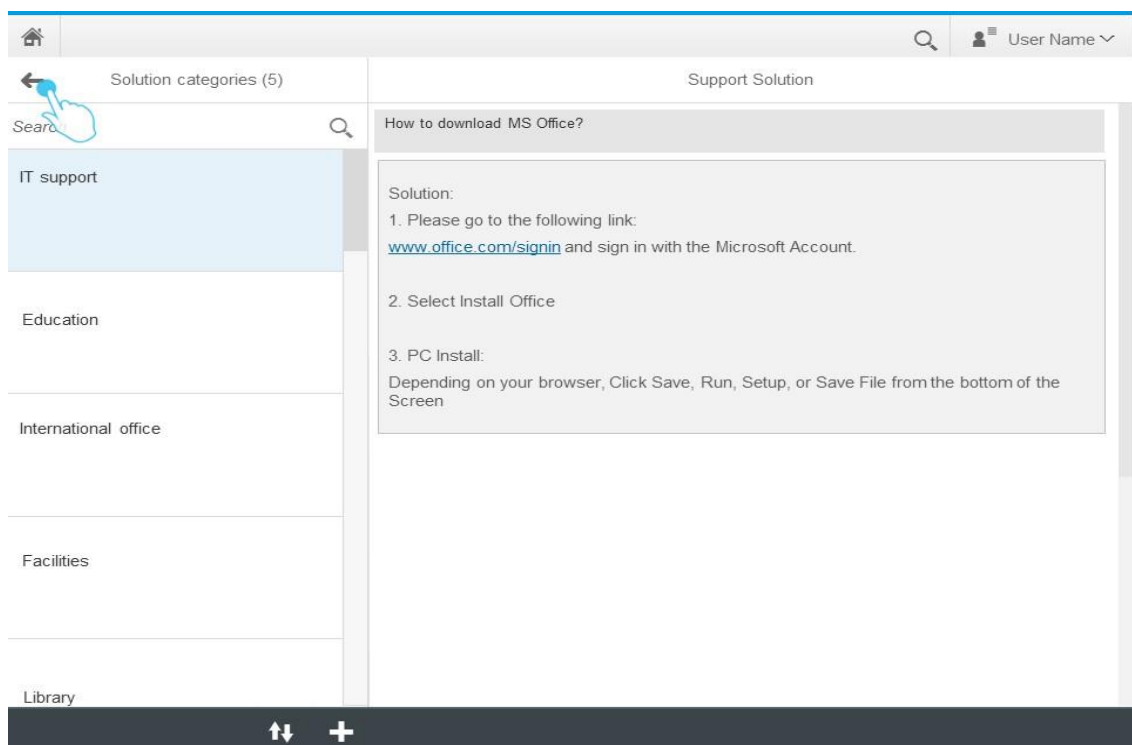 User Name
Solution categories (5)
Support Solution
Search
How to download MS Office?
IT support
Solution:
1. Please go to the following link:
www.office.com/signin and sign in with the Microsoft Account.
2. Select Install Office
Education
3. PC Install:
Depending on your browser, Click Save, Run, Setup, or Save File from the bottom of the
Screen
International office
Facilities
Library